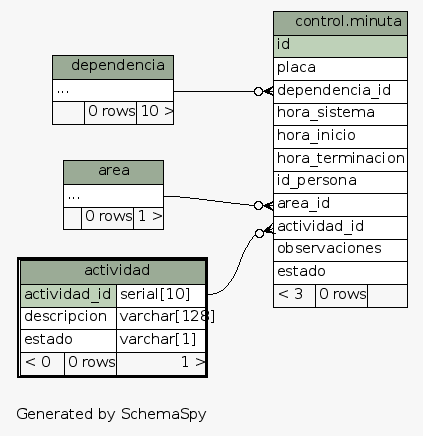 control.minuta
id
placa
dependencia_id
hora_sistema
hora_inicio
hora_terminacion
id_persona
area_id
actividad_id
observaciones
estado
< 3 0 rows
dependencia
...
0 rows 10 >
area
...
0 rows 1 >
actividad
actividad_id serial[10]
descripcion varchar[128]
estado varchar[1]
< 0 0 rows 1 >
Generated by SchemaSpy